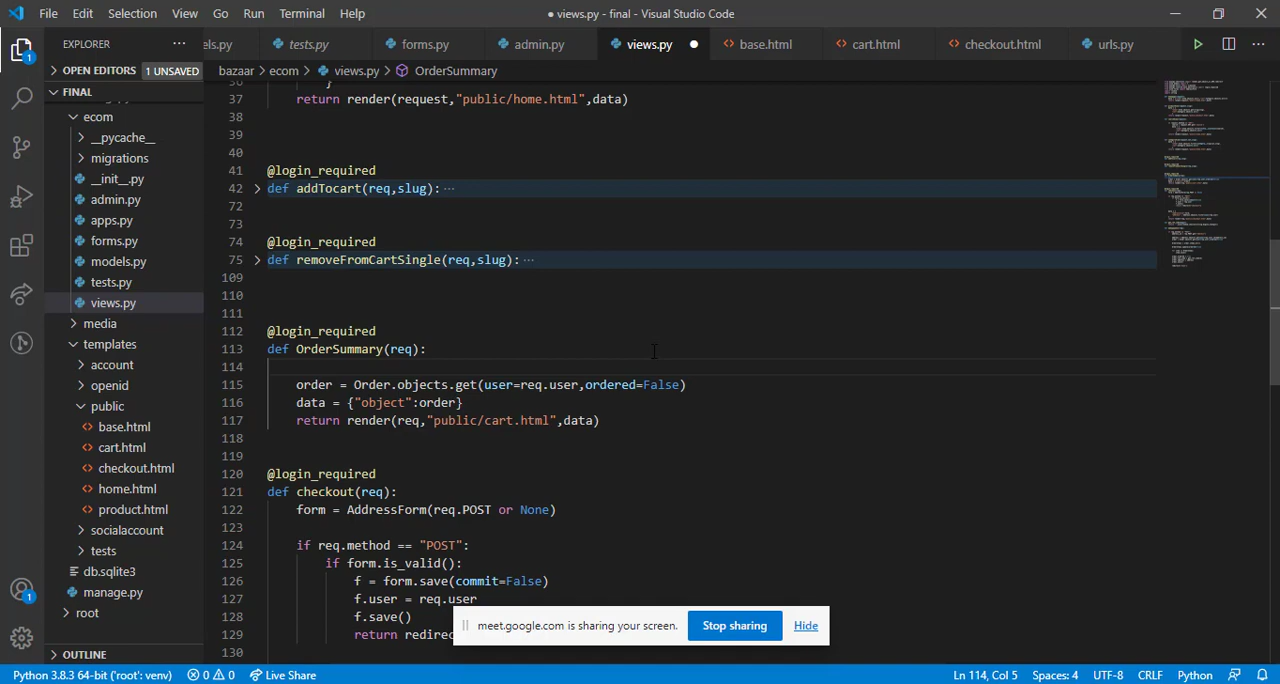 File Edit Selection View Go Run Terminal Help
● views.py - final - Visual Studio Code
EXPLORER
els.py tests.py forms.py admin.py views.py base.html cart.html checkout.html urls.py
OPEN EDITORS 1 UNSAVED
bazaar > ecom > views.py > OrderSummary
FINAL
ecom
__pycache__
migrations
__init__.py
admin.py
apps.py
forms.py
models.py
tests.py
views.py
media
templates
account
openid
public
base.html
cart.html
checkout.html
home.html
product.html
socialaccount
tests
db.sqlite3
manage.py
root
OUTLINE
36 }
37 return render(request,"public/home.html",data)
38
39
40
41 @login_required
42 def addTocart(req,slug): ···
72
73
74 @login_required
75 def removeFromCartSingle(req,slug): ···
109
110
111
112 @login_required
113 def OrderSummary(req):
114
115 order = Order.objects.get(user=req.user,ordered=False)
116 data = {"object":order}
117 return render(req,"public/cart.html",data)
118
119
120 @login_required
121 def checkout(req):
122 form = AddressForm(req.POST or None)
123
124 if req.method == "POST":
125 if form.is_valid():
126 f = form.save(commit=False)
127 f.user = req.user
128 f.save()
129 return redirec
130
meet.google.com is sharing your screen. Stop sharing Hide
1
1
Python 3.8.3 64-bit ('root': venv) 0 0 Live Share Ln 114, Col 5 Spaces: 4 UTF-8 CRLF Python